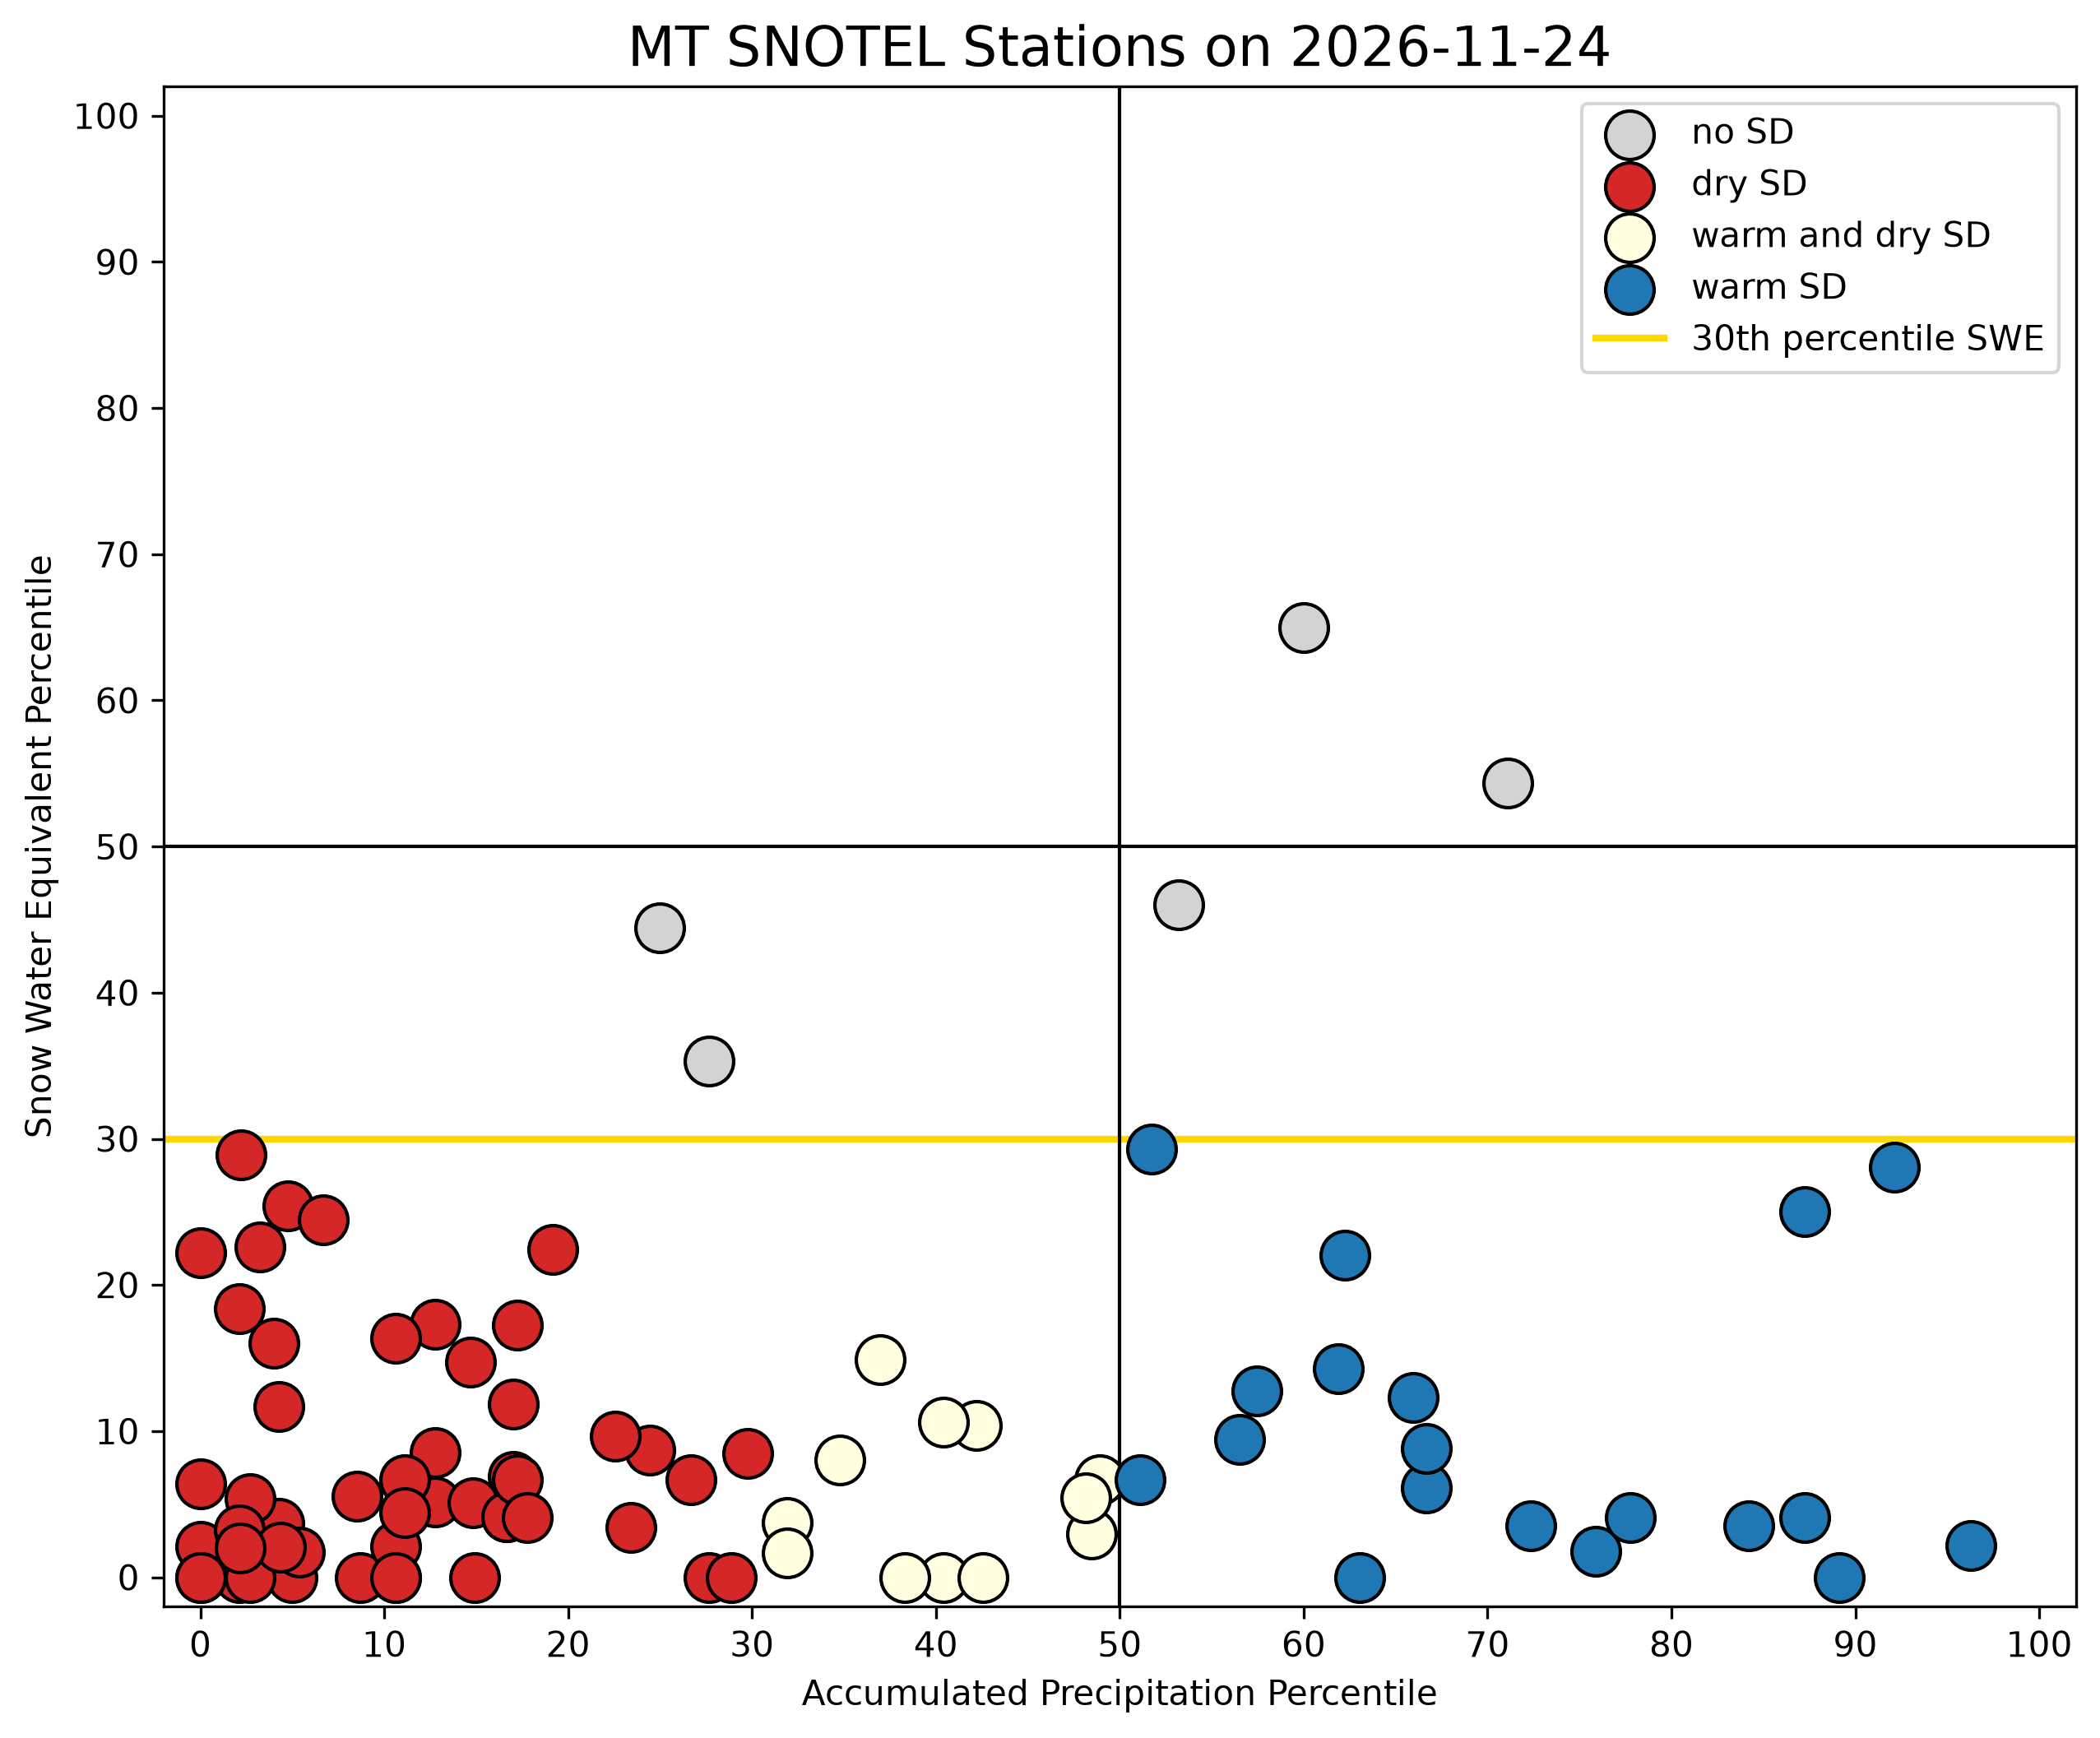 MT SNOTEL Stations on 2026-11-24
no SD
dry SD
warm and dry SD
warm SD
30th percentile SWE
Snow Water Equivalent Percentile
100
90
80
70
60
50
40
30
20
10
0
0 10 20 30 40 50 60 70 80 90 100
Accumulated Precipitation Percentile